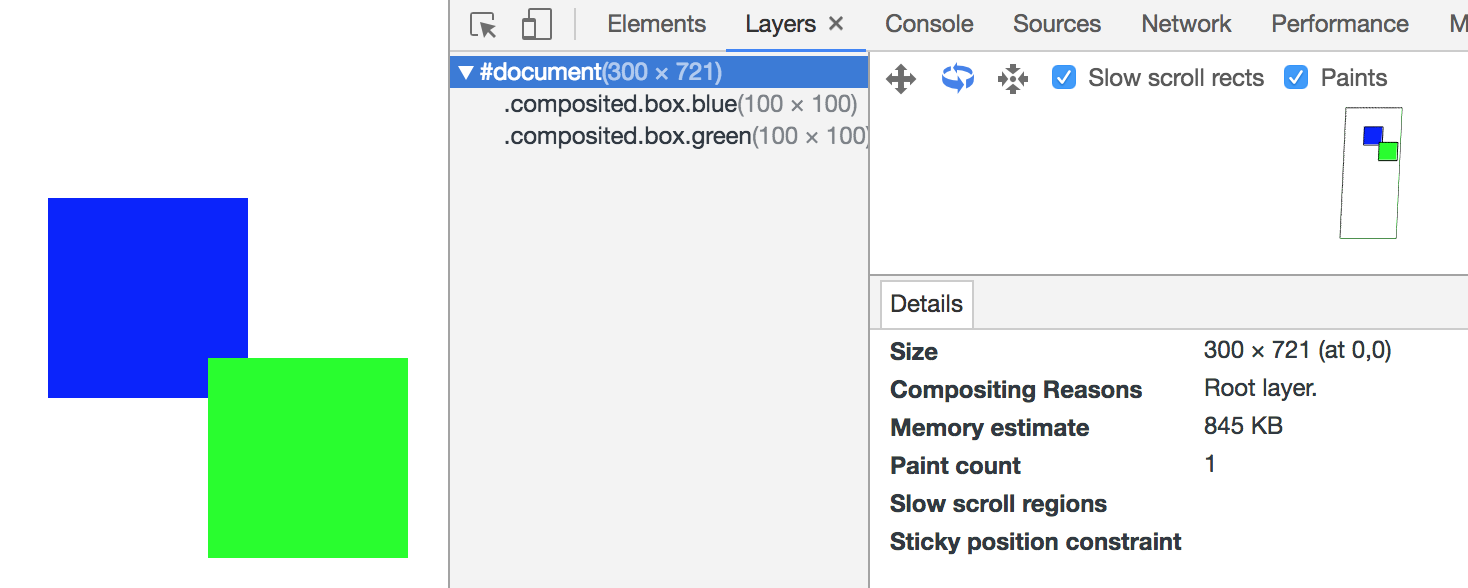 Elements Layers × Console Sources Network Performance M
▼ #document(300 × 721)
.composited.box.blue(100 × 100)
.composited.box.green(100 × 100)
Slow scroll rects Paints
Details
Size 300 × 721 (at 0,0)
Compositing Reasons Root layer.
Memory estimate 845 KB
Paint count 1
Slow scroll regions
Sticky position constraint